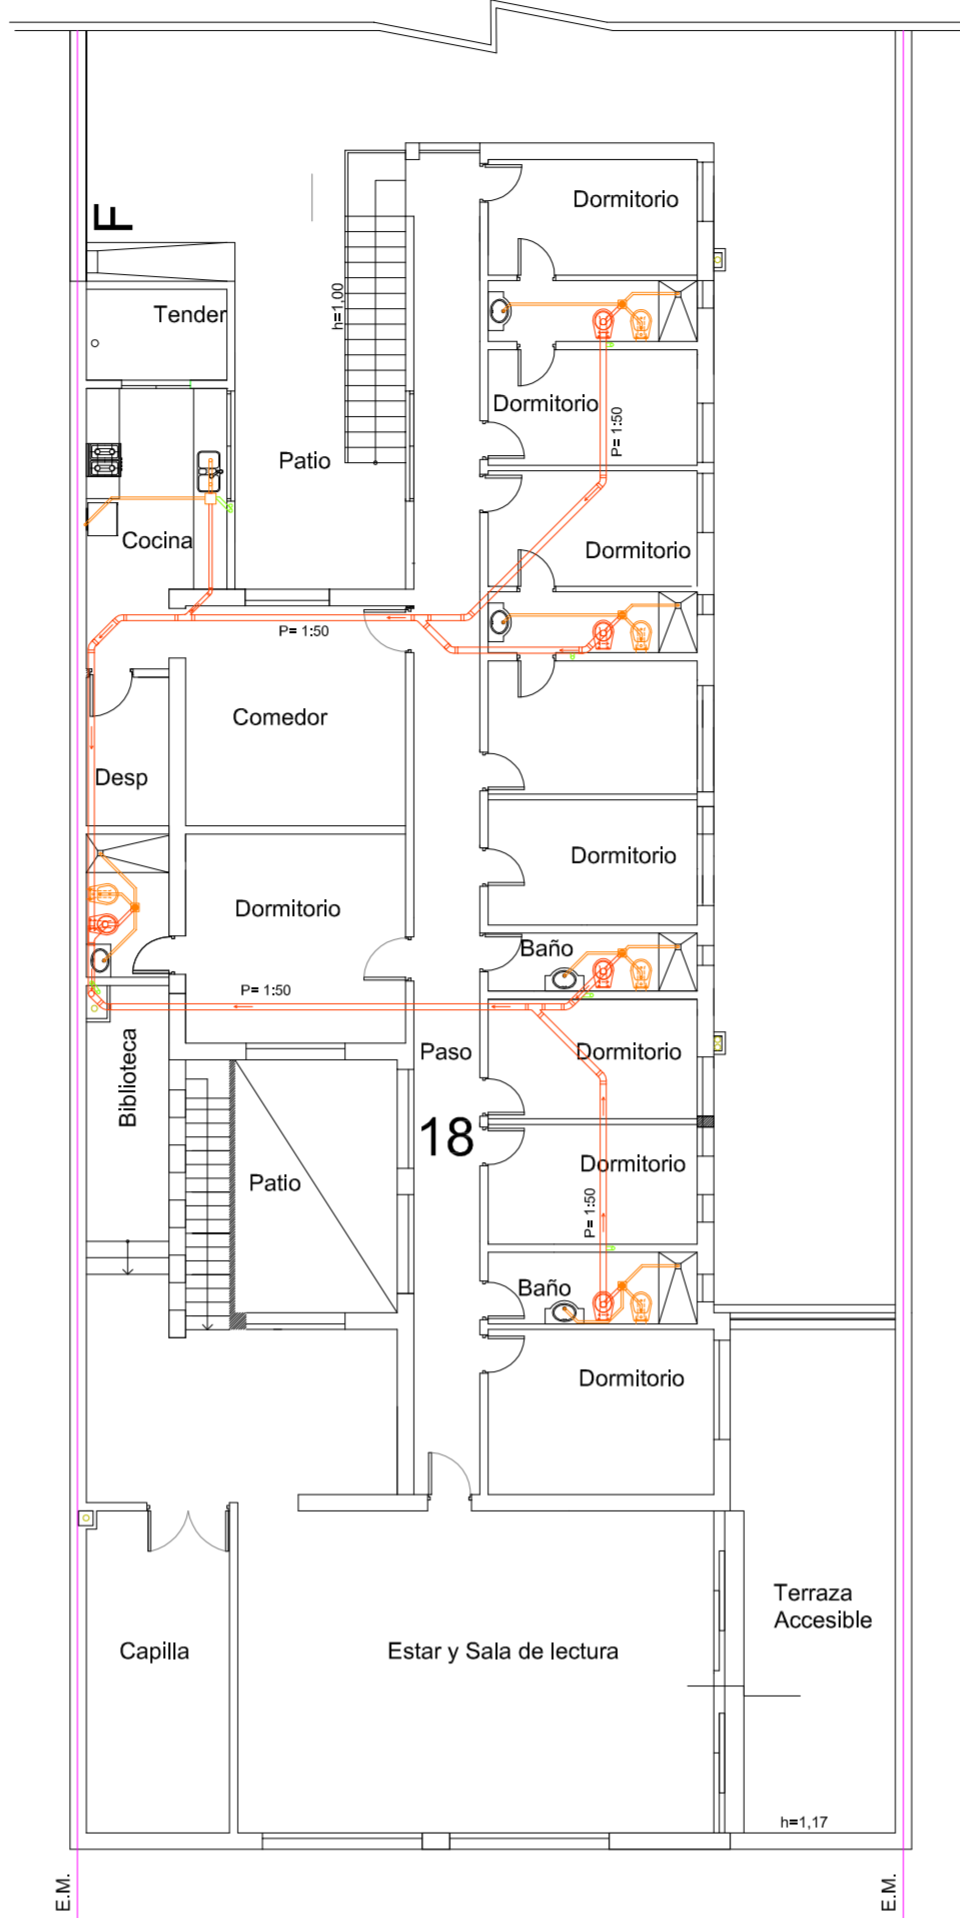 F
Dormitorio
Tender
h=1,00
Dormitorio
P= 1:50
Patio
Cocina
Dormitorio
P= 1:50
Comedor
Desp
Dormitorio
Dormitorio
Baño
P= 1:50
Biblioteca
Paso
Dormitorio
18
Patio
Dormitorio
P= 1:50
Baño
Dormitorio
Terraza
Accesible
Capilla
Estar y Sala de lectura
h=1,17
E.M.
E.M.